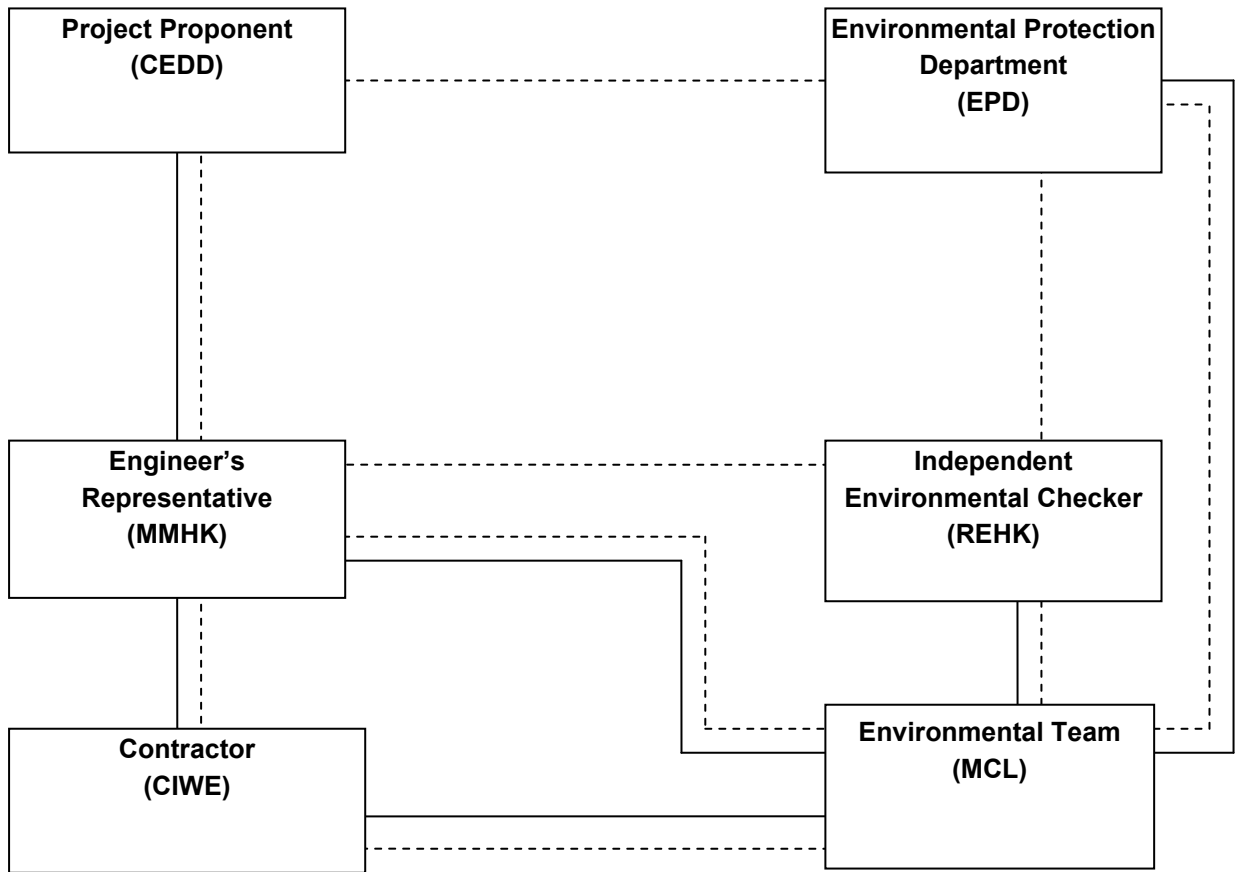 Project Proponent
(CEDD)
Environmental Protection
Department
(EPD)
Engineer’s
Representative
(MMHK)
Independent
Environmental Checker
(REHK)
Contractor
(CIWE)
Environmental Team
(MCL)